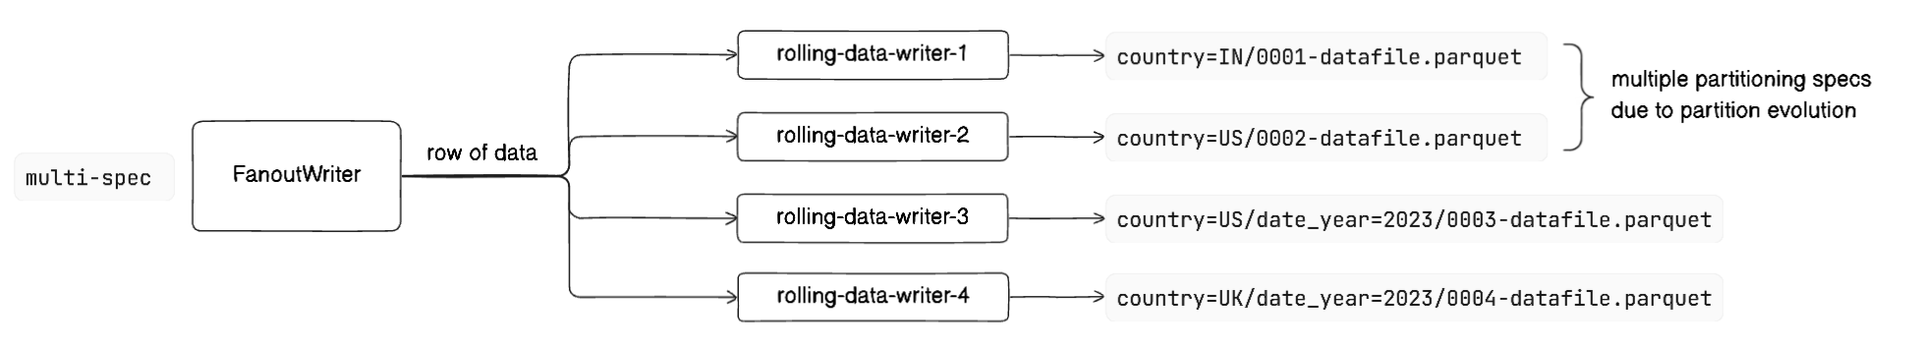 multi-spec
FanoutWriter
row of data
rolling-data-writer-1
country=IN/0001-datafile.parquet
rolling-data-writer-2
country=US/0002-datafile.parquet
multiple partitioning specs
due to partition evolution
rolling-data-writer-3
country=US/date_year=2023/0003-datafile.parquet
rolling-data-writer-4
country=UK/date_year=2023/0004-datafile.parquet